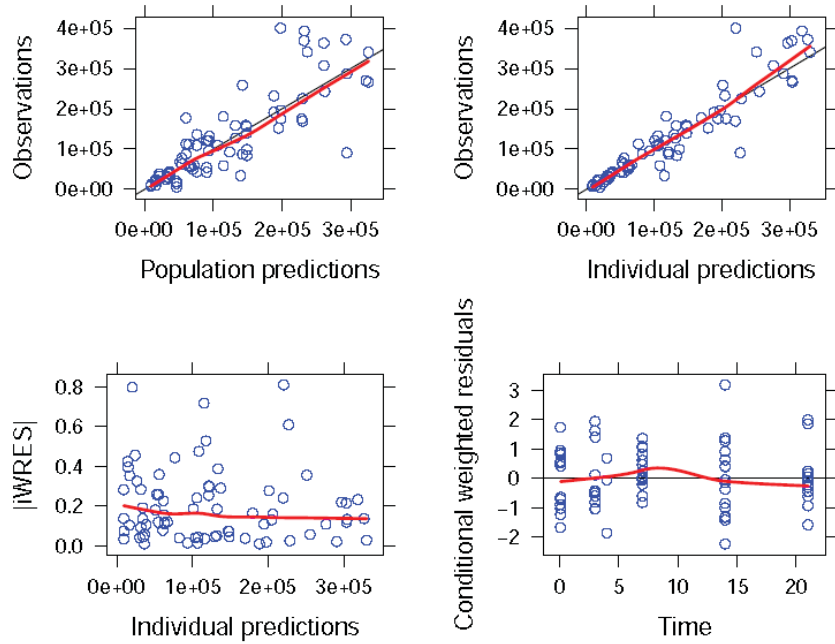 4e+05
3e+05
2e+05
1e+05
0e+00
Observations
0e+00 1e+05 2e+05 3e+05
Population predictions
4e+05
3e+05
2e+05
1e+05
0e+00
Observations
0e+00 1e+05 2e+05 3e+05
Individual predictions
0.8
0.6
0.4
0.2
0.0
|iWRES|
0e+00 1e+05 2e+05 3e+05
Individual predictions
3
2
1
0
−1
−2
Conditional weighted residuals
0 5 10 15 20
Time